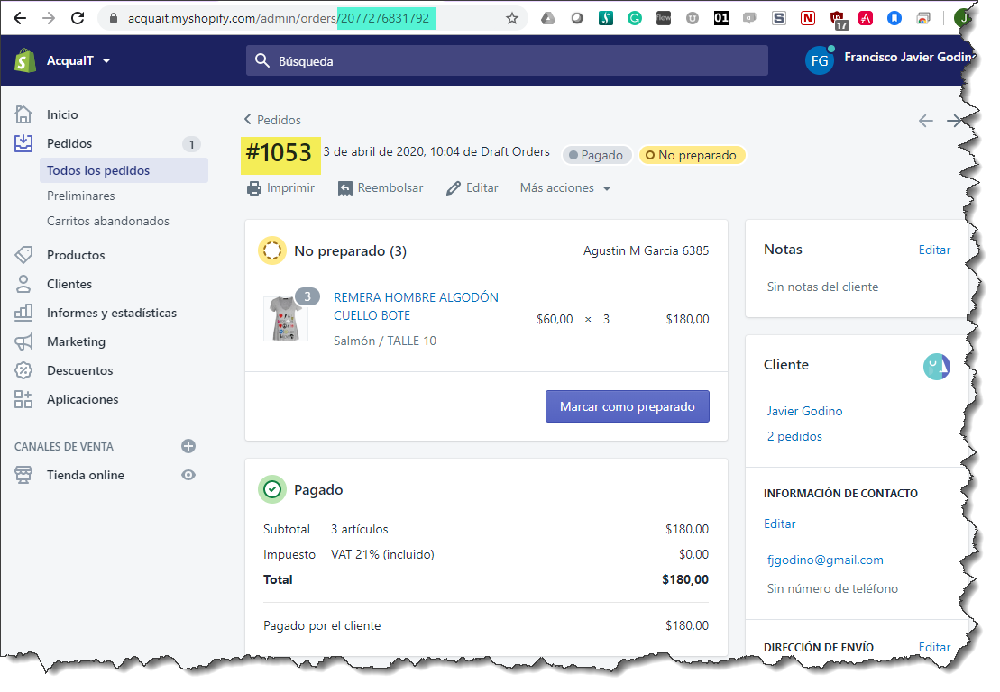 acquait.myshopify.com/admin/orders/2077276831792
flew
01
S
N
17
J
AcquaIT
Búsqueda
FG
Francisco Javier Godin
Inicio
Pedidos
1
Todos los pedidos
Preliminares
Carritos abandonados
Productos
Clientes
Informes y estadísticas
Marketing
Descuentos
Aplicaciones
CANALES DE VENTA
Tienda online
Pedidos
#1053 3 de abril de 2020, 10:04 de Draft Orders Pagado No preparado
Imprimir Reembolsar Editar Más acciones
No preparado (3) Agustin M Garcia 6385
3
REMERA HOMBRE ALGODÓN
CUELLO BOTE
$60,00 × 3 $180,00
Salmón / TALLE 10
Marcar como preparado
Pagado
Subtotal 3 artículos $180,00
Impuesto VAT 21% (incluido) $0,00
Total $180,00
Pagado por el cliente $180,00
Notas Editar
Sin notas del cliente
Cliente
Javier Godino
2 pedidos
INFORMACIÓN DE CONTACTO
Editar
fjgodino@gmail.com
Sin número de teléfono
DIRECCIÓN DE ENVÍO Editar